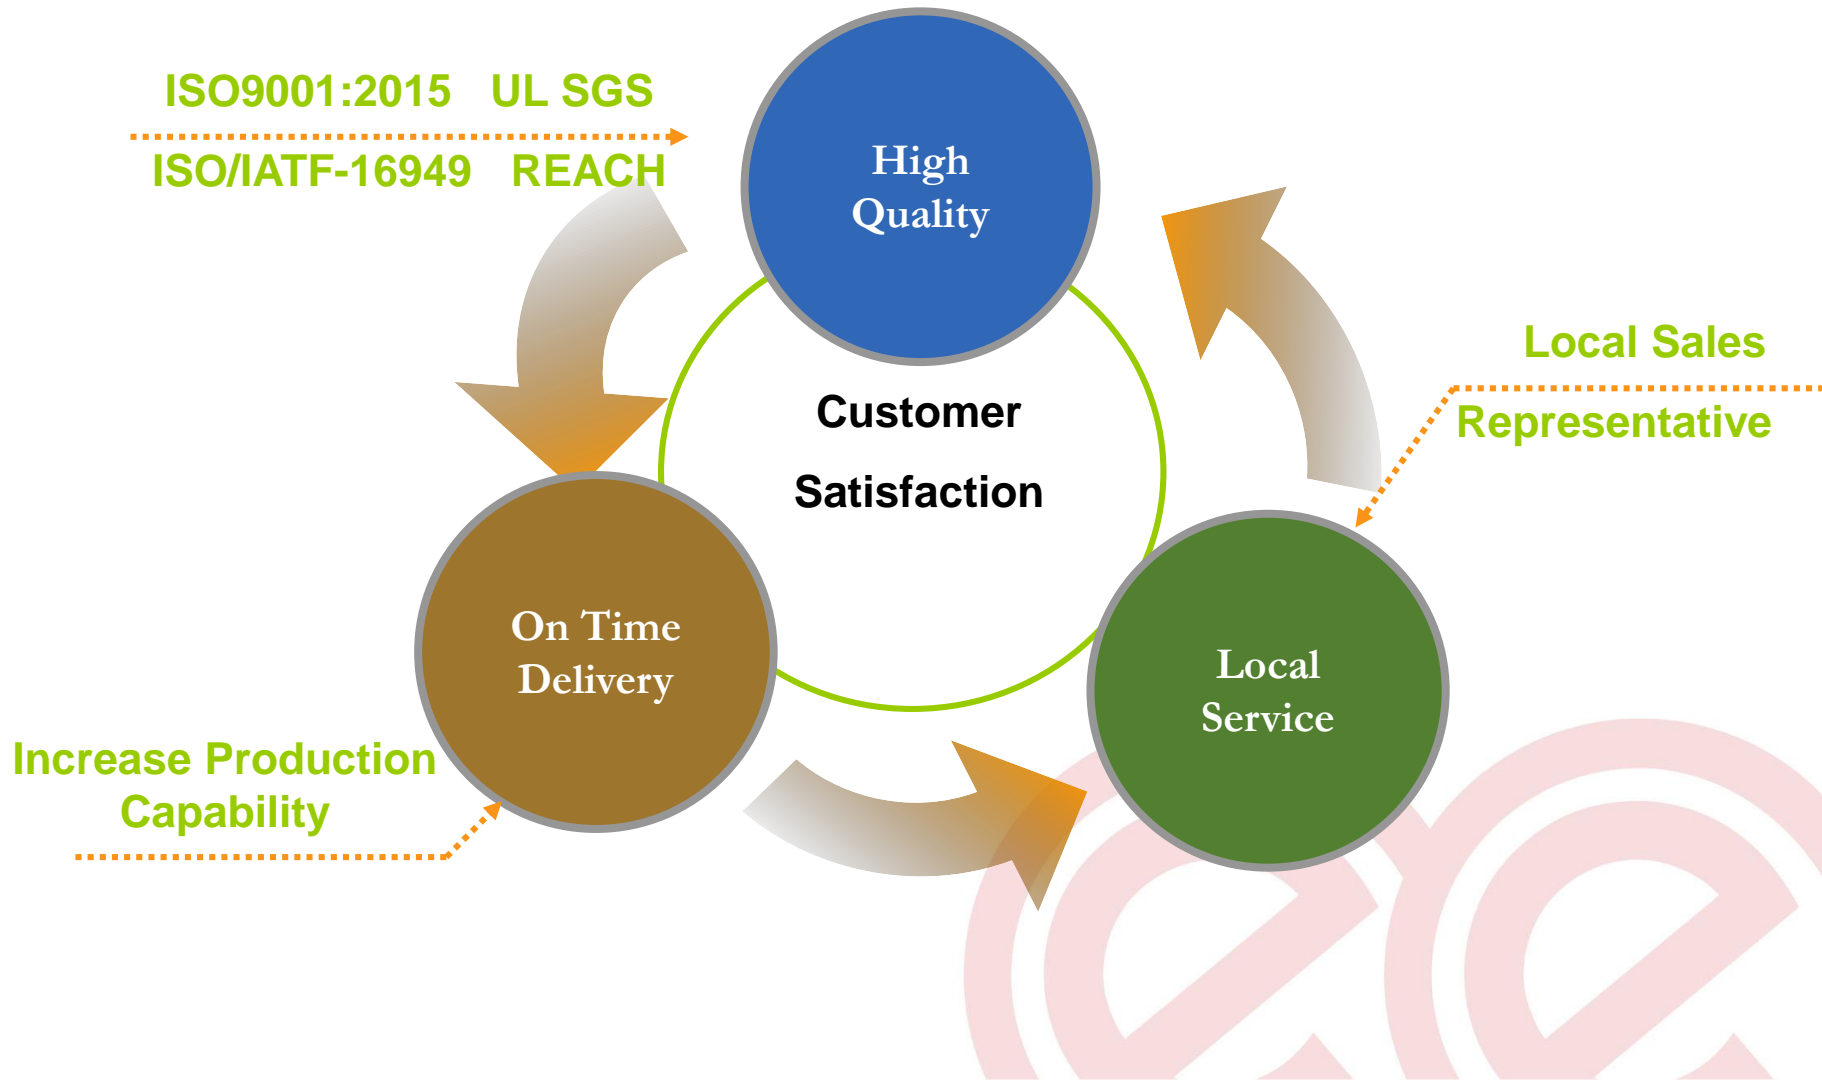 ISO9001:2015 UL SGS
ISO/IATF-16949 REACH
High
Quality
Local Sales
Representative
Customer
Satisfaction
On Time
Delivery
Local
Service
Increase Production
Capability